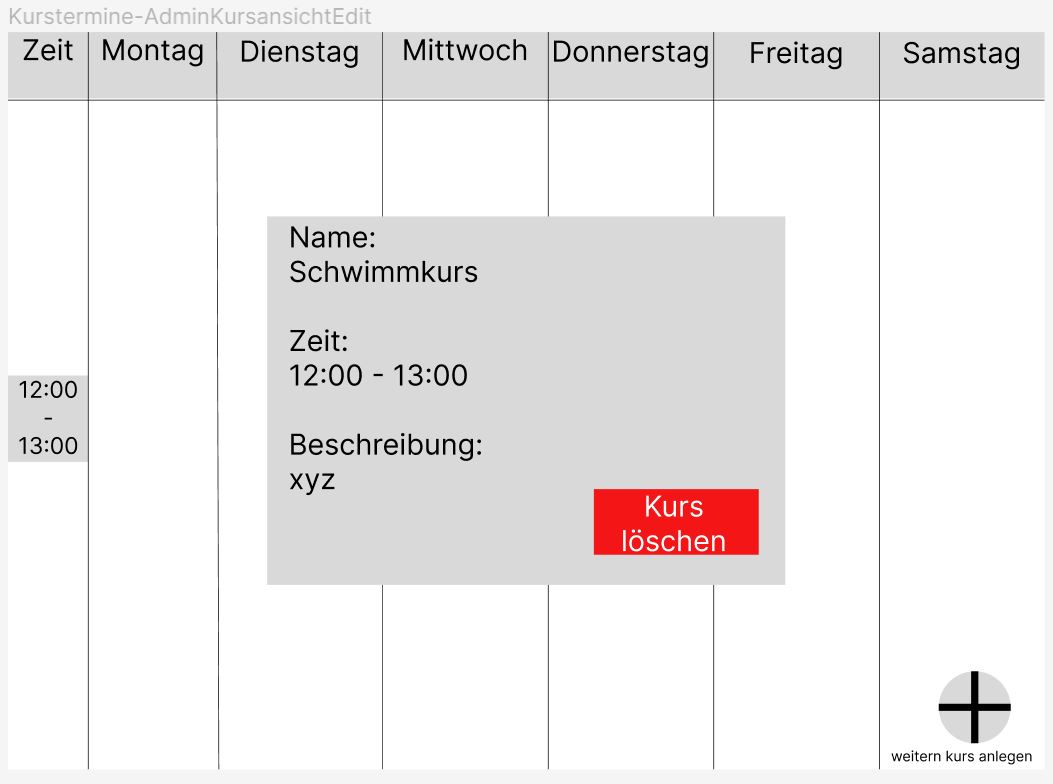 Kurstermine-AdminKursansichtEdit
Zeit Montag Dienstag Mittwoch Donnerstag Freitag Samstag
Name:
Schwimmkurs
Zeit:
12:00 - 13:00
Beschreibung:
xyz
12:00
-
13:00
Kurs
löschen
weitern kurs anlegen